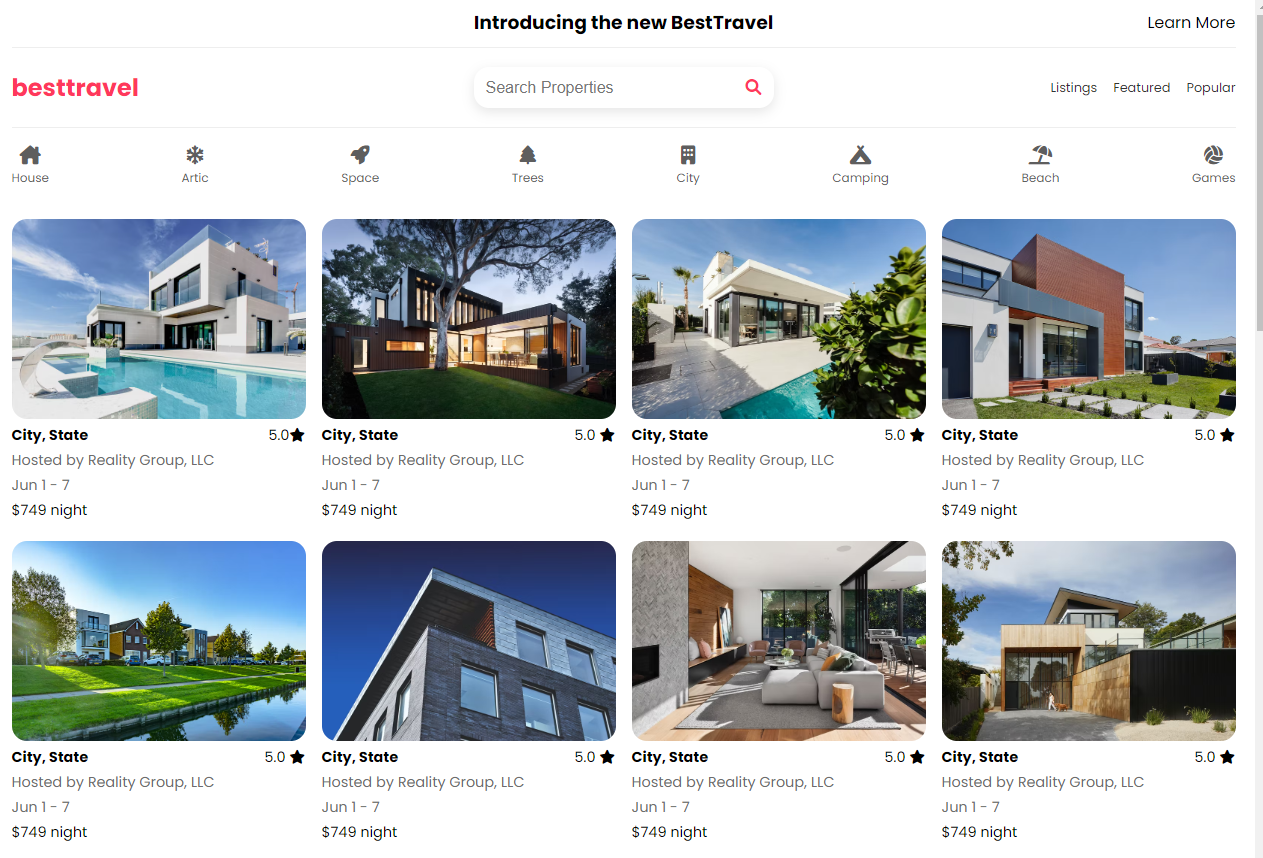 Introducing the new BestTravel Learn More
besttravel Search Properties Listings Featured Popular
House Artic Space Trees City Camping Beach Games
City, State 5.0 City, State 5.0 City, State 5.0 City, State 5.0
Hosted by Reality Group, LLC Hosted by Reality Group, LLC Hosted by Reality Group, LLC Hosted by Reality Group, LLC
Jun 1 - 7 Jun 1 - 7 Jun 1 - 7 Jun 1 - 7
$749 night $749 night $749 night $749 night
City, State 5.0 City, State 5.0 City, State 5.0 City, State 5.0
Hosted by Reality Group, LLC Hosted by Reality Group, LLC Hosted by Reality Group, LLC Hosted by Reality Group, LLC
Jun 1 - 7 Jun 1 - 7 Jun 1 - 7 Jun 1 - 7
$749 night $749 night $749 night $749 night